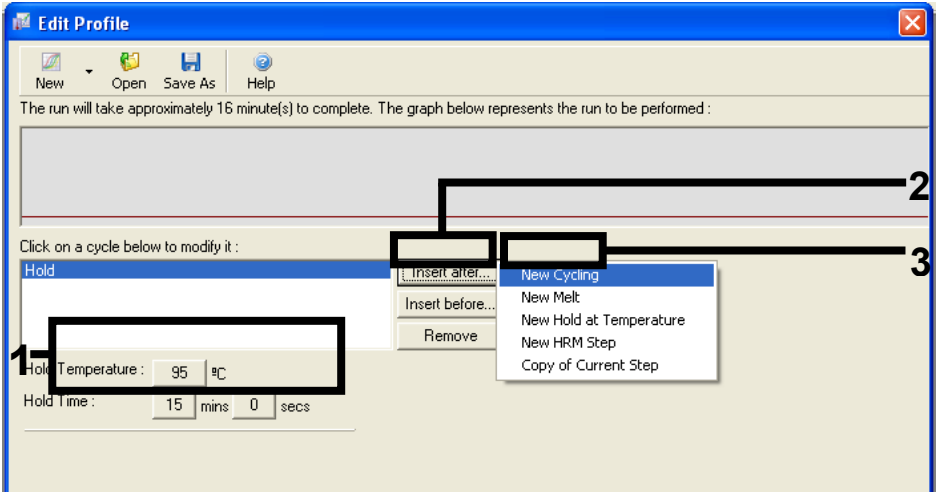 Edit Profile
New Open Save As Help
The run will take approximately 16 minute(s) to complete. The graph below represents the run to be performed :
2
Click on a cycle below to modify it :
3
Hold
Insert after...
New Cycling
New Melt
Insert before...
New Hold at Temperature
Remove
New HRM Step
Copy of Current Step
1
Hold Temperature : 95 ºC
Hold Time : 15 mins 0 secs